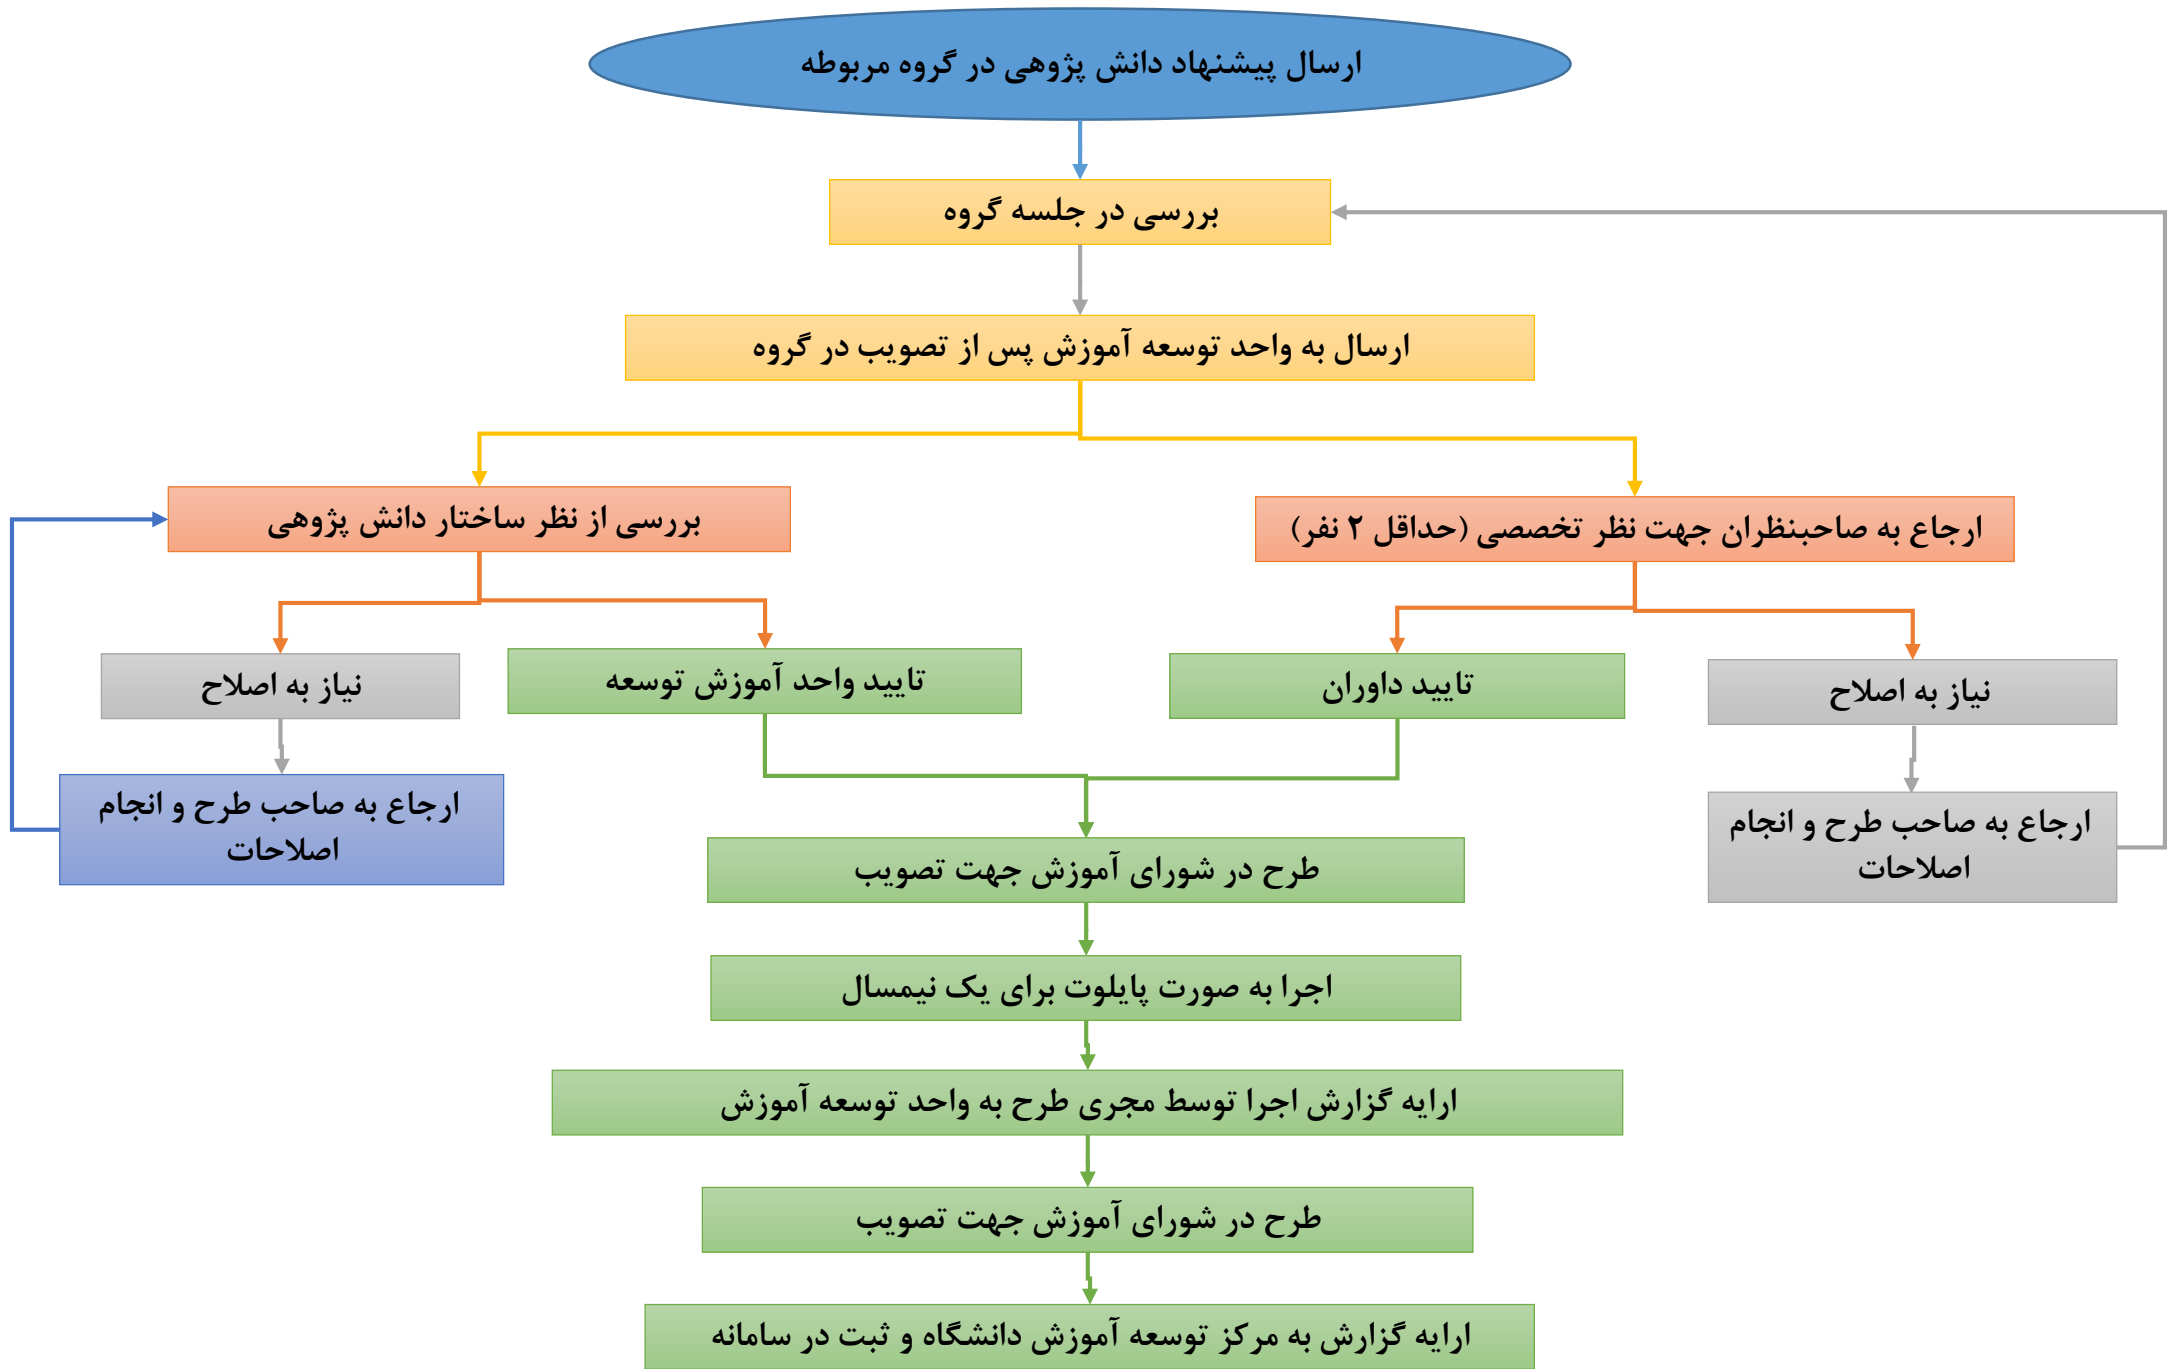 ارسال پیشنهاد دانش پژوهی در گروه مربوطه
بررسی در جلسه گروه
ارسال به واحد توسعه آموزش پس از تصویب در گروه
ارجاع به صاحبنظران جهت نظر تخصصی (حداقل ۲ نفر)
بررسی از نظر ساختار دانش پژوهی
نیاز به اصلاح
تایید داوران
تایید واحد آموزش توسعه
نیاز به اصلاح
ارجاع به صاحب طرح و انجام
اصلاحات
ارجاع به صاحب طرح و انجام
اصلاحات
طرح در شورای آموزش جهت تصویب
اجرا به صورت پایلوت برای یک نیمسال
ارایه گزارش اجرا توسط مجری طرح به واحد توسعه آموزش
طرح در شورای آموزش جهت تصویب
ارایه گزارش به مرکز توسعه آموزش دانشگاه و ثبت در سامانه